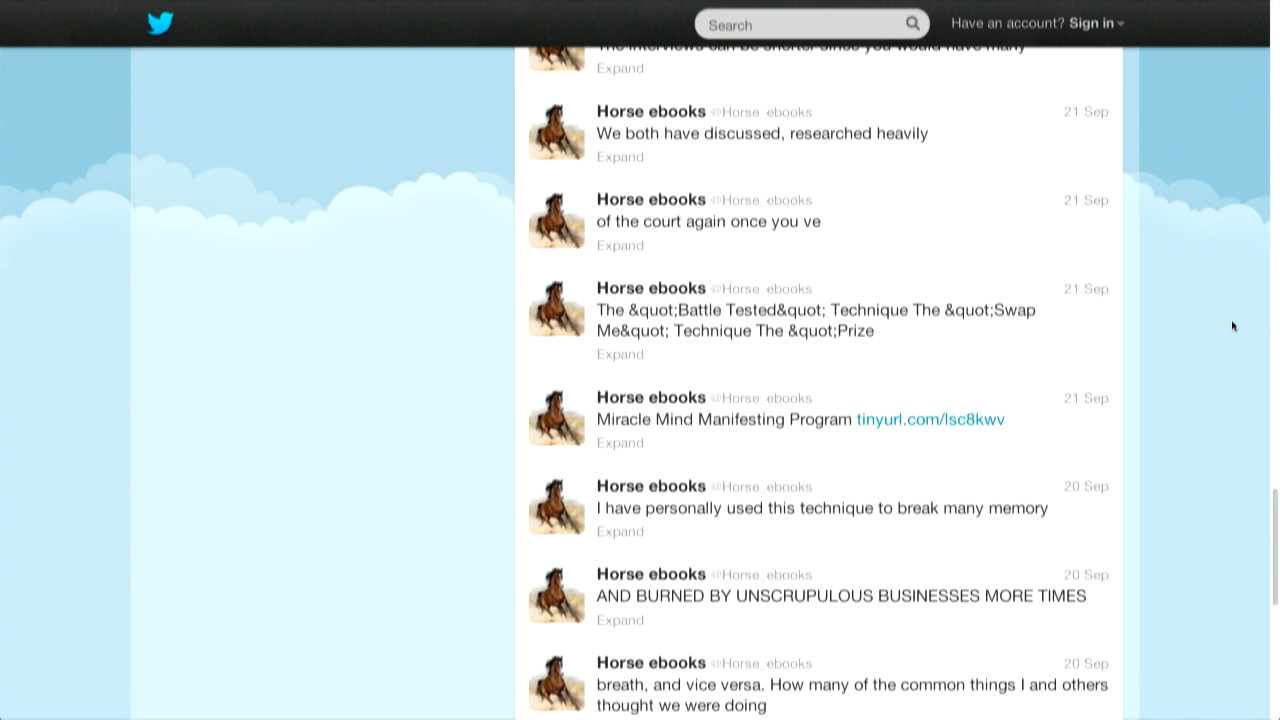 Search
Have an account? Sign in
The interviews can be shorter since you would have many
Expand
Horse ebooks @Horse_ebooks 21 Sep
We both have discussed, researched heavily
Expand
Horse ebooks @Horse_ebooks 21 Sep
of the court again once you ve
Expand
Horse ebooks @Horse_ebooks 21 Sep
The &quot;Battle Tested&quot; Technique The &quot;Swap
Me&quot; Technique The &quot;Prize
Expand
Horse ebooks @Horse_ebooks 21 Sep
Miracle Mind Manifesting Program tinyurl.com/lsc8kwv
Expand
Horse ebooks @Horse_ebooks 20 Sep
I have personally used this technique to break many memory
Expand
Horse ebooks @Horse_ebooks 20 Sep
AND BURNED BY UNSCRUPULOUS BUSINESSES MORE TIMES
Expand
Horse ebooks @Horse_ebooks 20 Sep
breath, and vice versa. How many of the common things I and others
thought we were doing